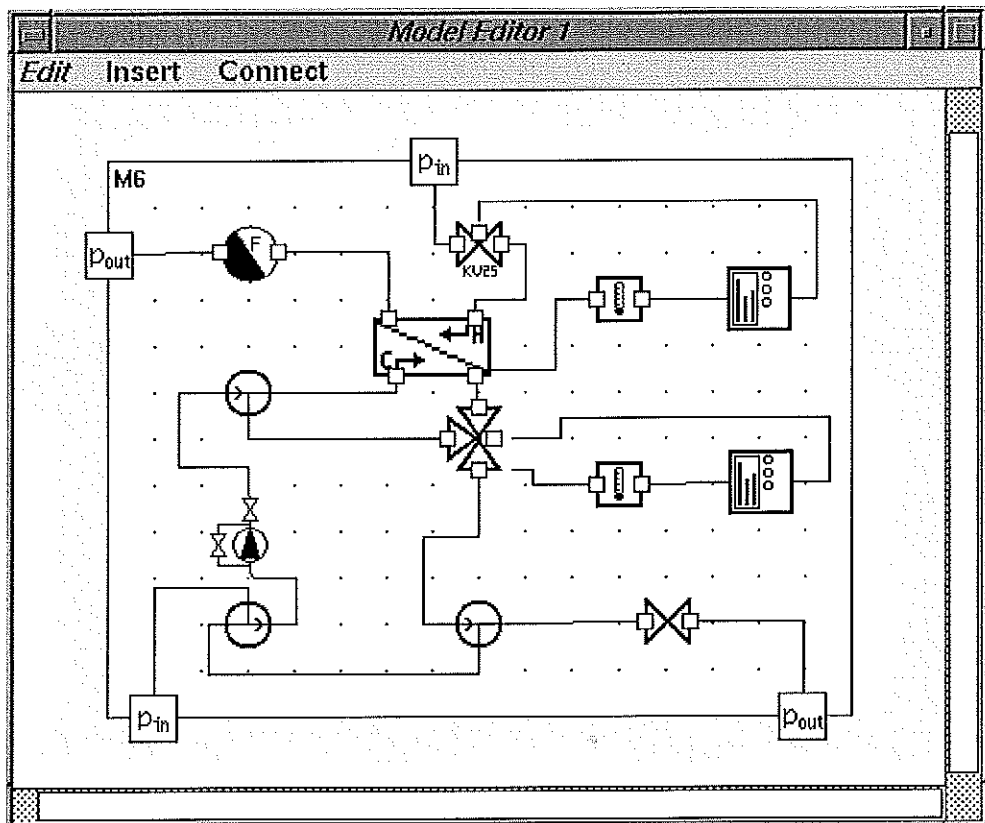 Model Editor 1
Edit Insert Connect
M6
pin
pout
F
KV25
H
C
pin
pout